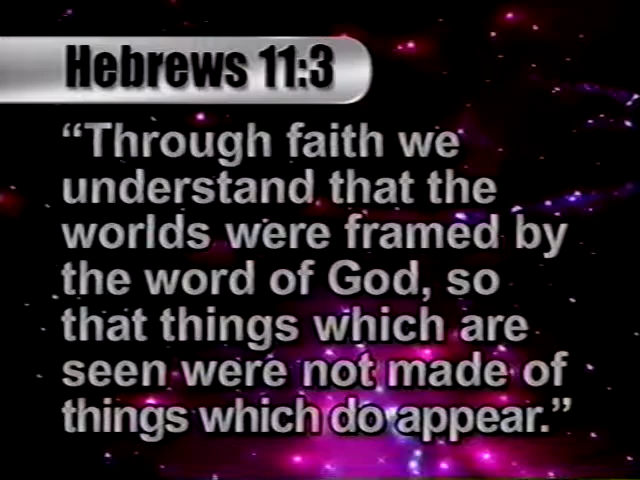 Hebrews 11:3
“Through faith we
understand that the
worlds were framed by
the word of God, so
that things which are
seen were not made of
things which do appear.”